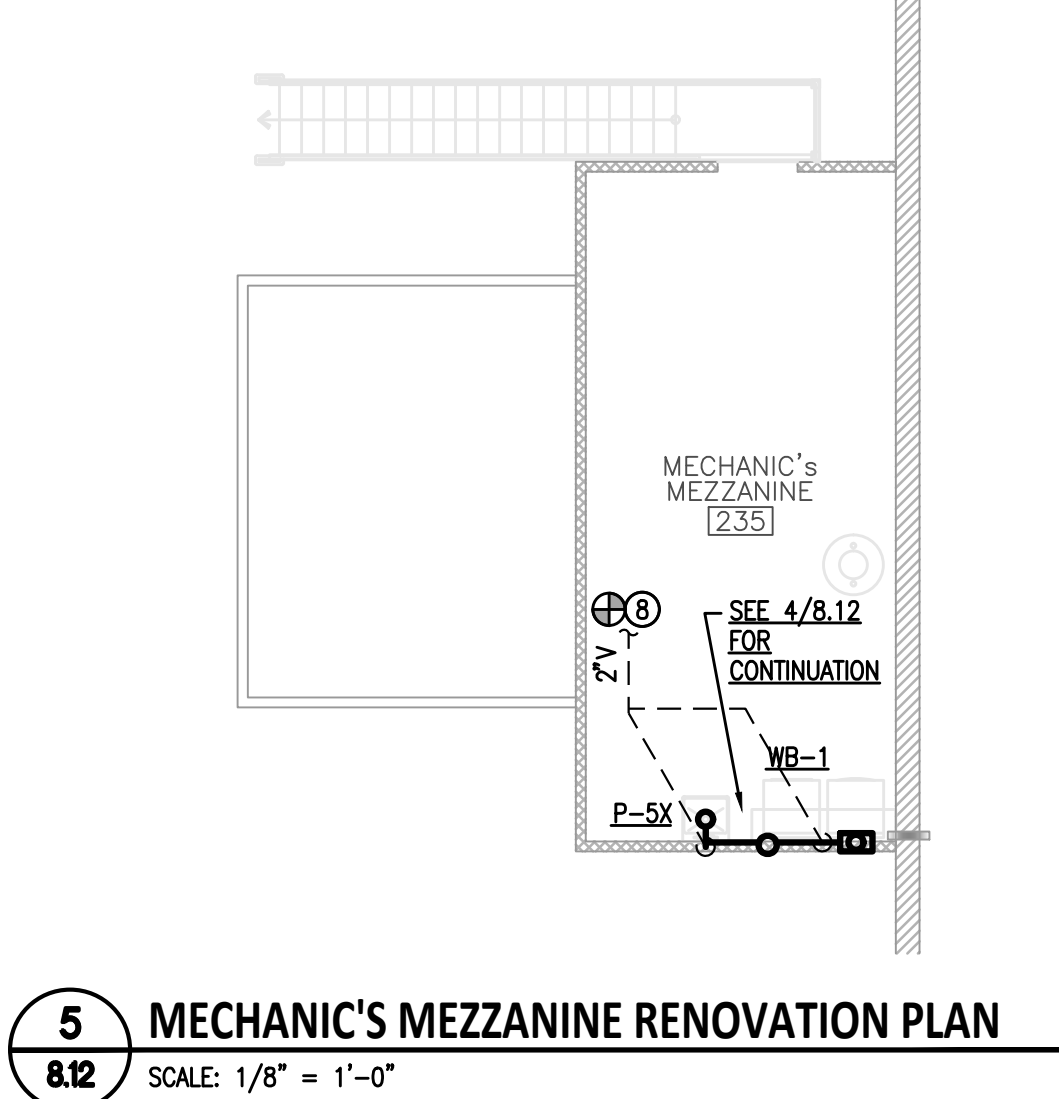 MECHANIC's
MEZZANINE
235
8
SEE 4/8.12
FOR
CONTINUATION
2"V
WB-1
P-5X
5
8.12
MECHANIC'S MEZZANINE RENOVATION PLAN
SCALE: 1/8" = 1'-0"